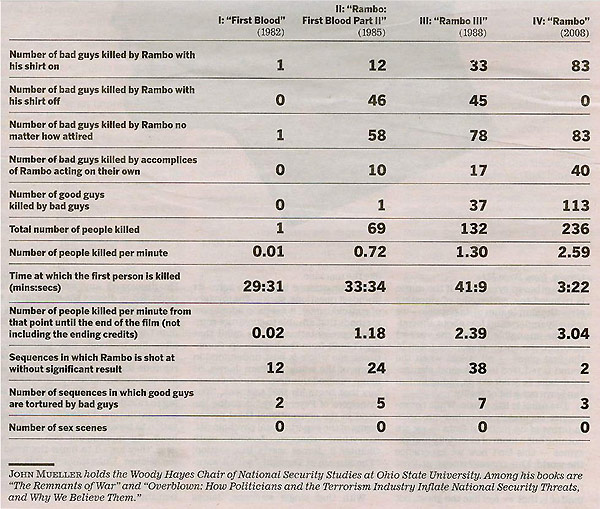 I: "First Blood" (1982)
II: "Rambo: First Blood Part II" (1985)
III: "Rambo III" (1988)
IV: "Rambo" (2008)
Number of bad guys killed by Rambo with
his shirt on 1 12 33 83
Number of bad guys killed by Rambo with
his shirt off 0 46 45 0
Number of bad guys killed by Rambo no
matter how attired 1 58 78 83
Number of bad guys killed by accomplices
of Rambo acting on their own 0 10 17 40
Number of good guys
killed by bad guys 0 1 37 113
Total number of people killed 1 69 132 236
Number of people killed per minute 0.01 0.72 1.30 2.59
Time at which the first person is killed
(mins:secs) 29:31 33:34 41:9 3:22
Number of people killed per minute from
that point until the end of the film (not
including the ending credits) 0.02 1.18 2.39 3.04
Sequences in which Rambo is shot at
without significant result 12 24 38 2
Number of sequences in which good guys
are tortured by bad guys 2 5 7 3
Number of sex scenes 0 0 0 0
JOHN MUELLER holds the Woody Hayes Chair of National Security Studies at Ohio State University. Among his books are
"The Remnants of War" and "Overblown: How Politicians and the Terrorism Industry Inflate National Security Threats,
and Why We Believe Them."